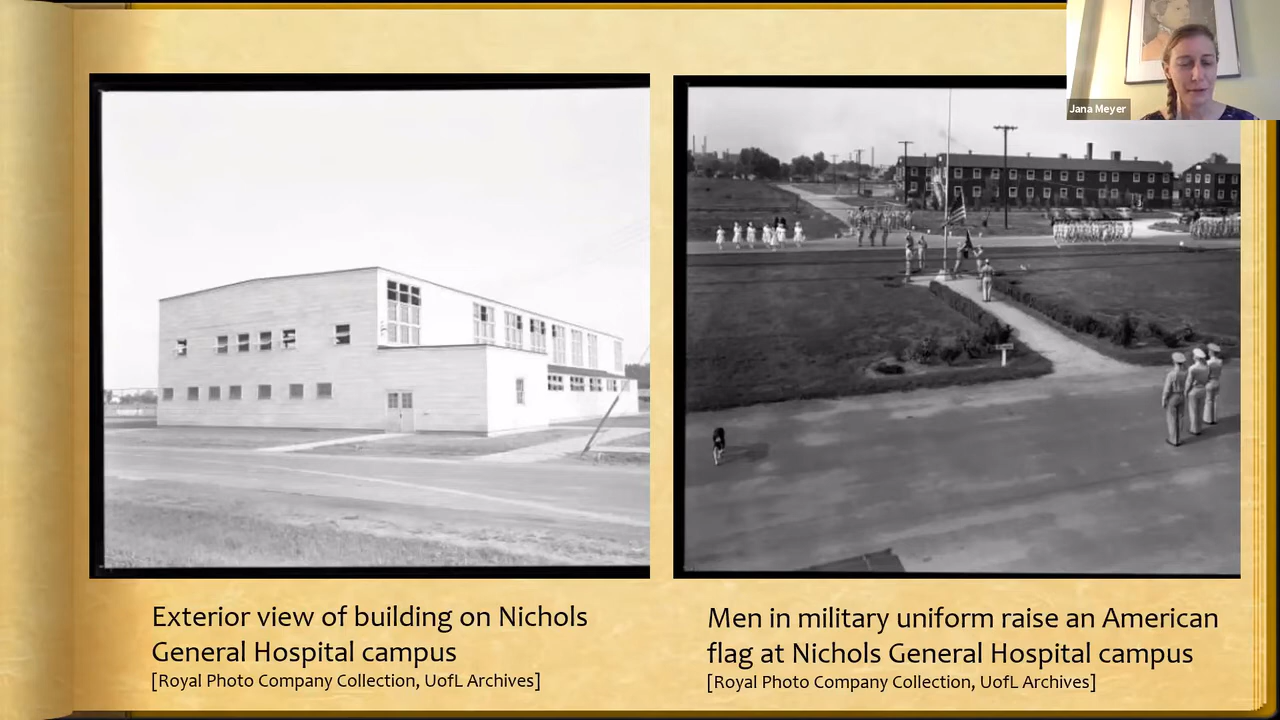 Jana Meyer
Exterior view of building on Nichols
General Hospital campus
[Royal Photo Company Collection, UofL Archives]
Men in military uniform raise an American
flag at Nichols General Hospital campus
[Royal Photo Company Collection, UofL Archives]